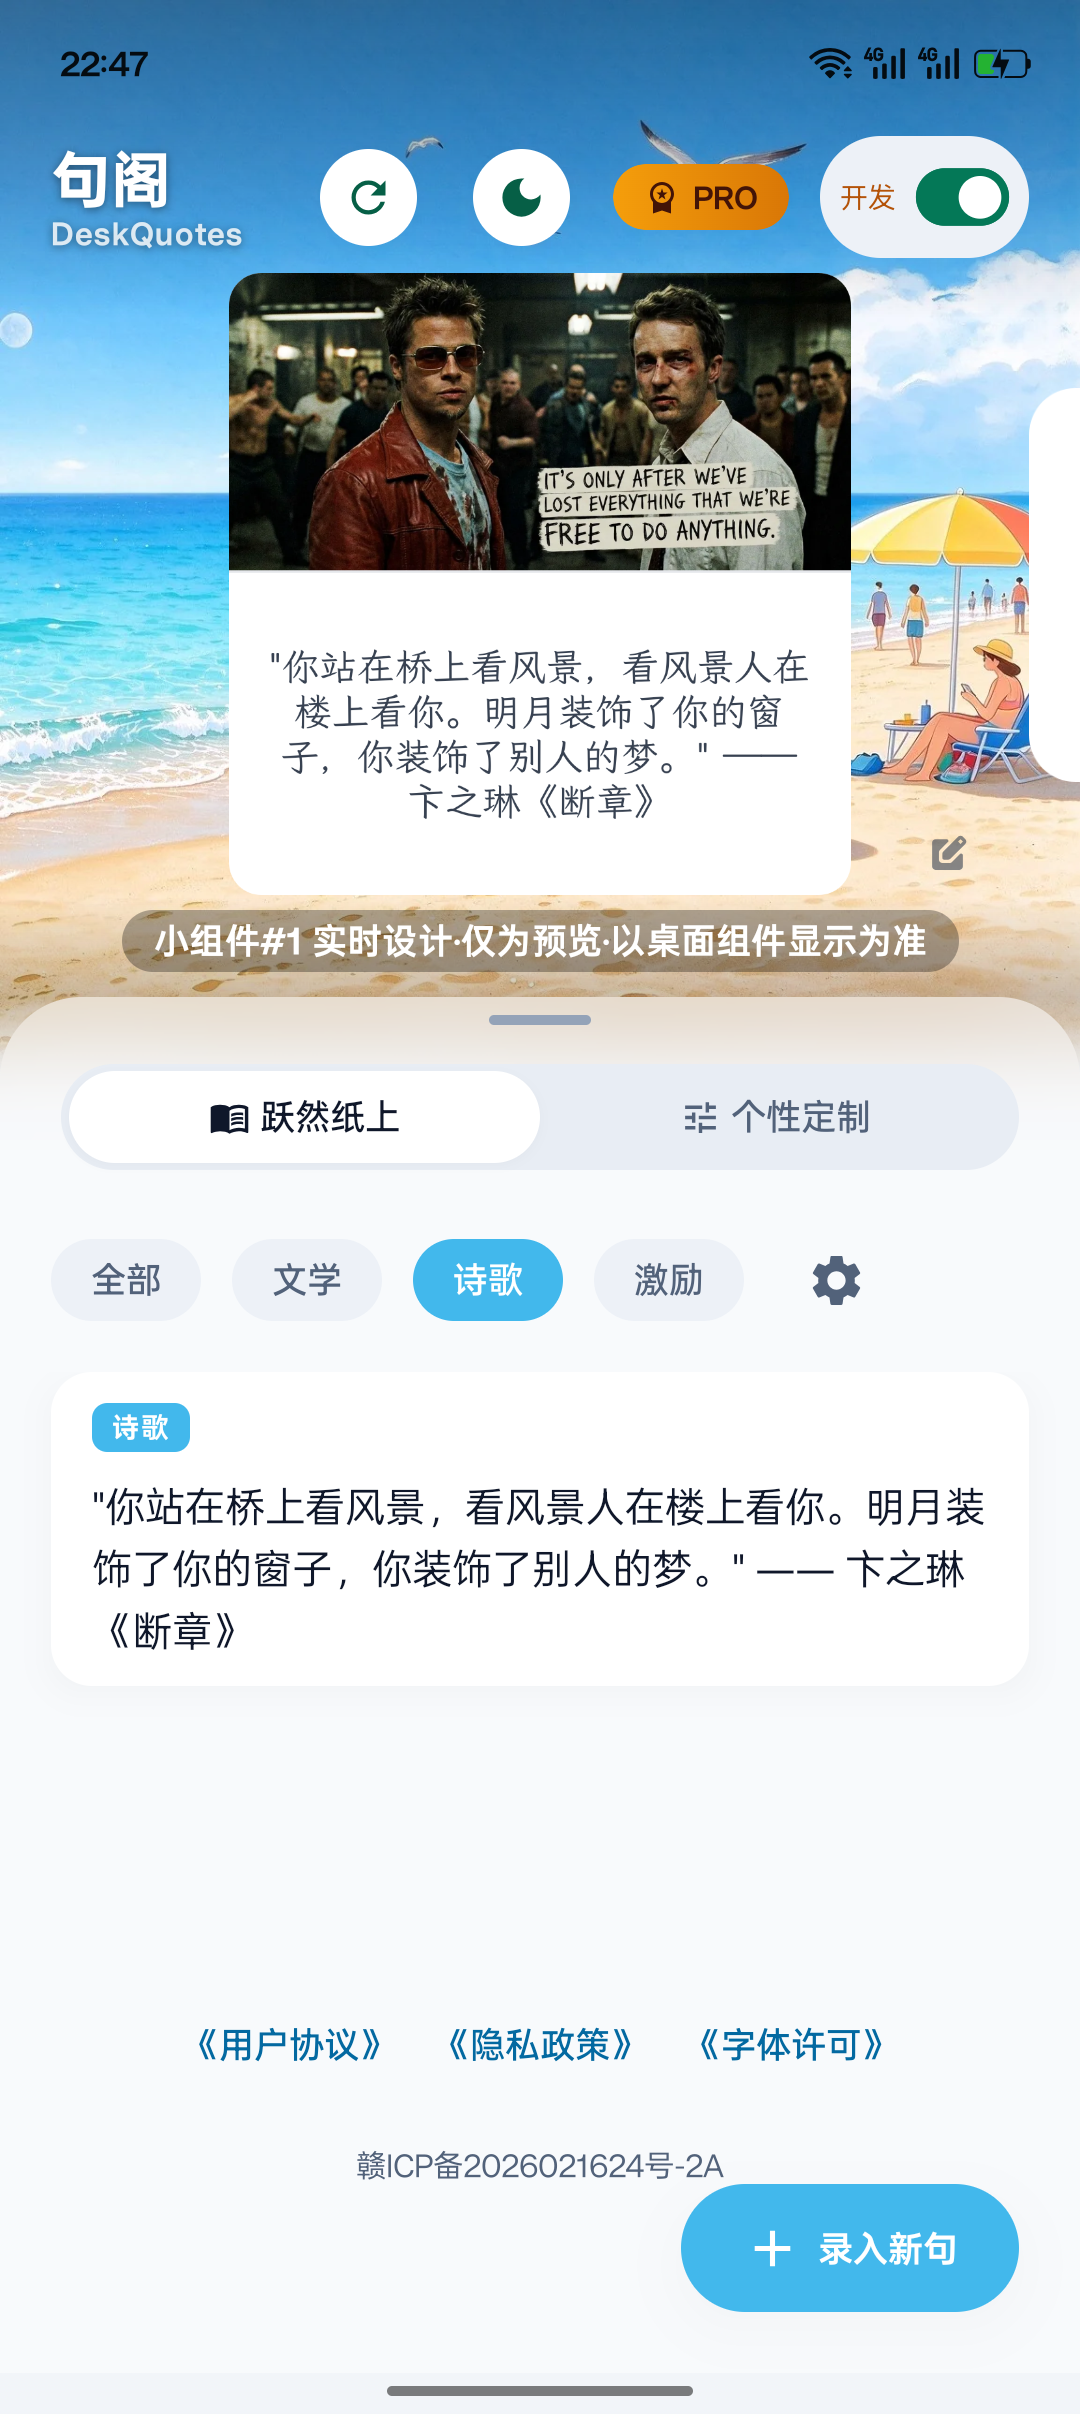 22:47
4G 4G
句阁
DeskQuotes
PRO
开发
IT'S ONLY AFTER WE'VE
LOST EVERYTHING THAT WE'RE
FREE TO DO ANYTHING.
"你站在桥上看风景，看风景人在
楼上看你。明月装饰了你的窗
子，你装饰了别人的梦。" ——
卞之琳《断章》
小组件#1 实时设计·仅为预览·以桌面组件显示为准
跃然纸上
个性定制
全部
文学
诗歌
激励
诗歌
"你站在桥上看风景，看风景人在楼上看你。明月装
饰了你的窗子，你装饰了别人的梦。" —— 卞之琳
《断章》
《用户协议》 《隐私政策》 《字体许可》
赣ICP备2026021624号-2A
+ 录入新句